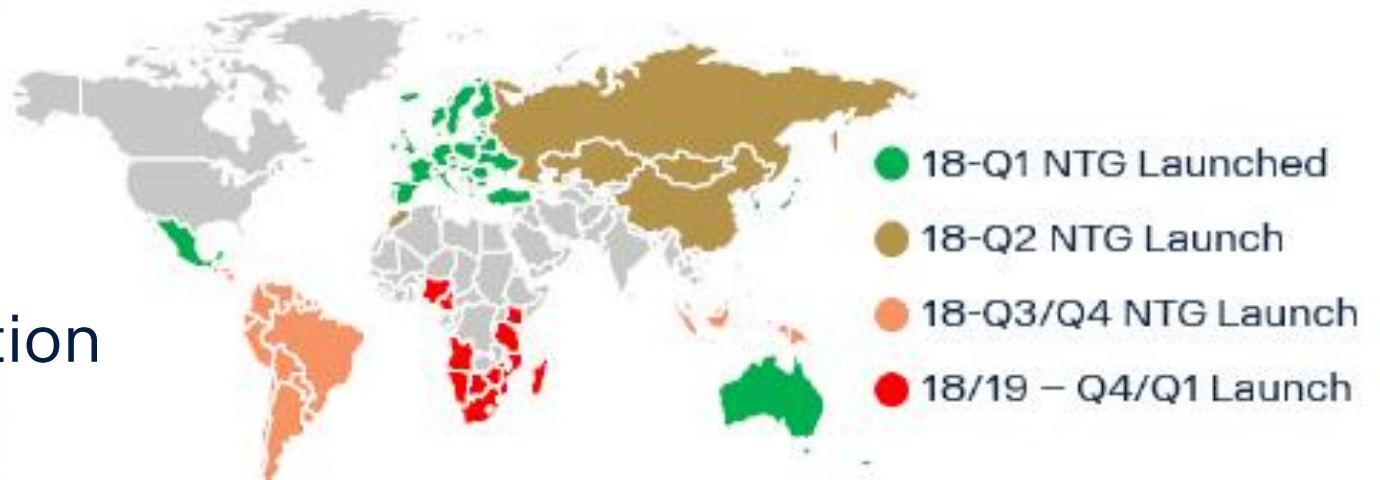 18-Q1 NTG Launched
18-Q2 NTG Launch
18-Q3/Q4 NTG Launch
tion
18/19 – Q4/Q1 Launch